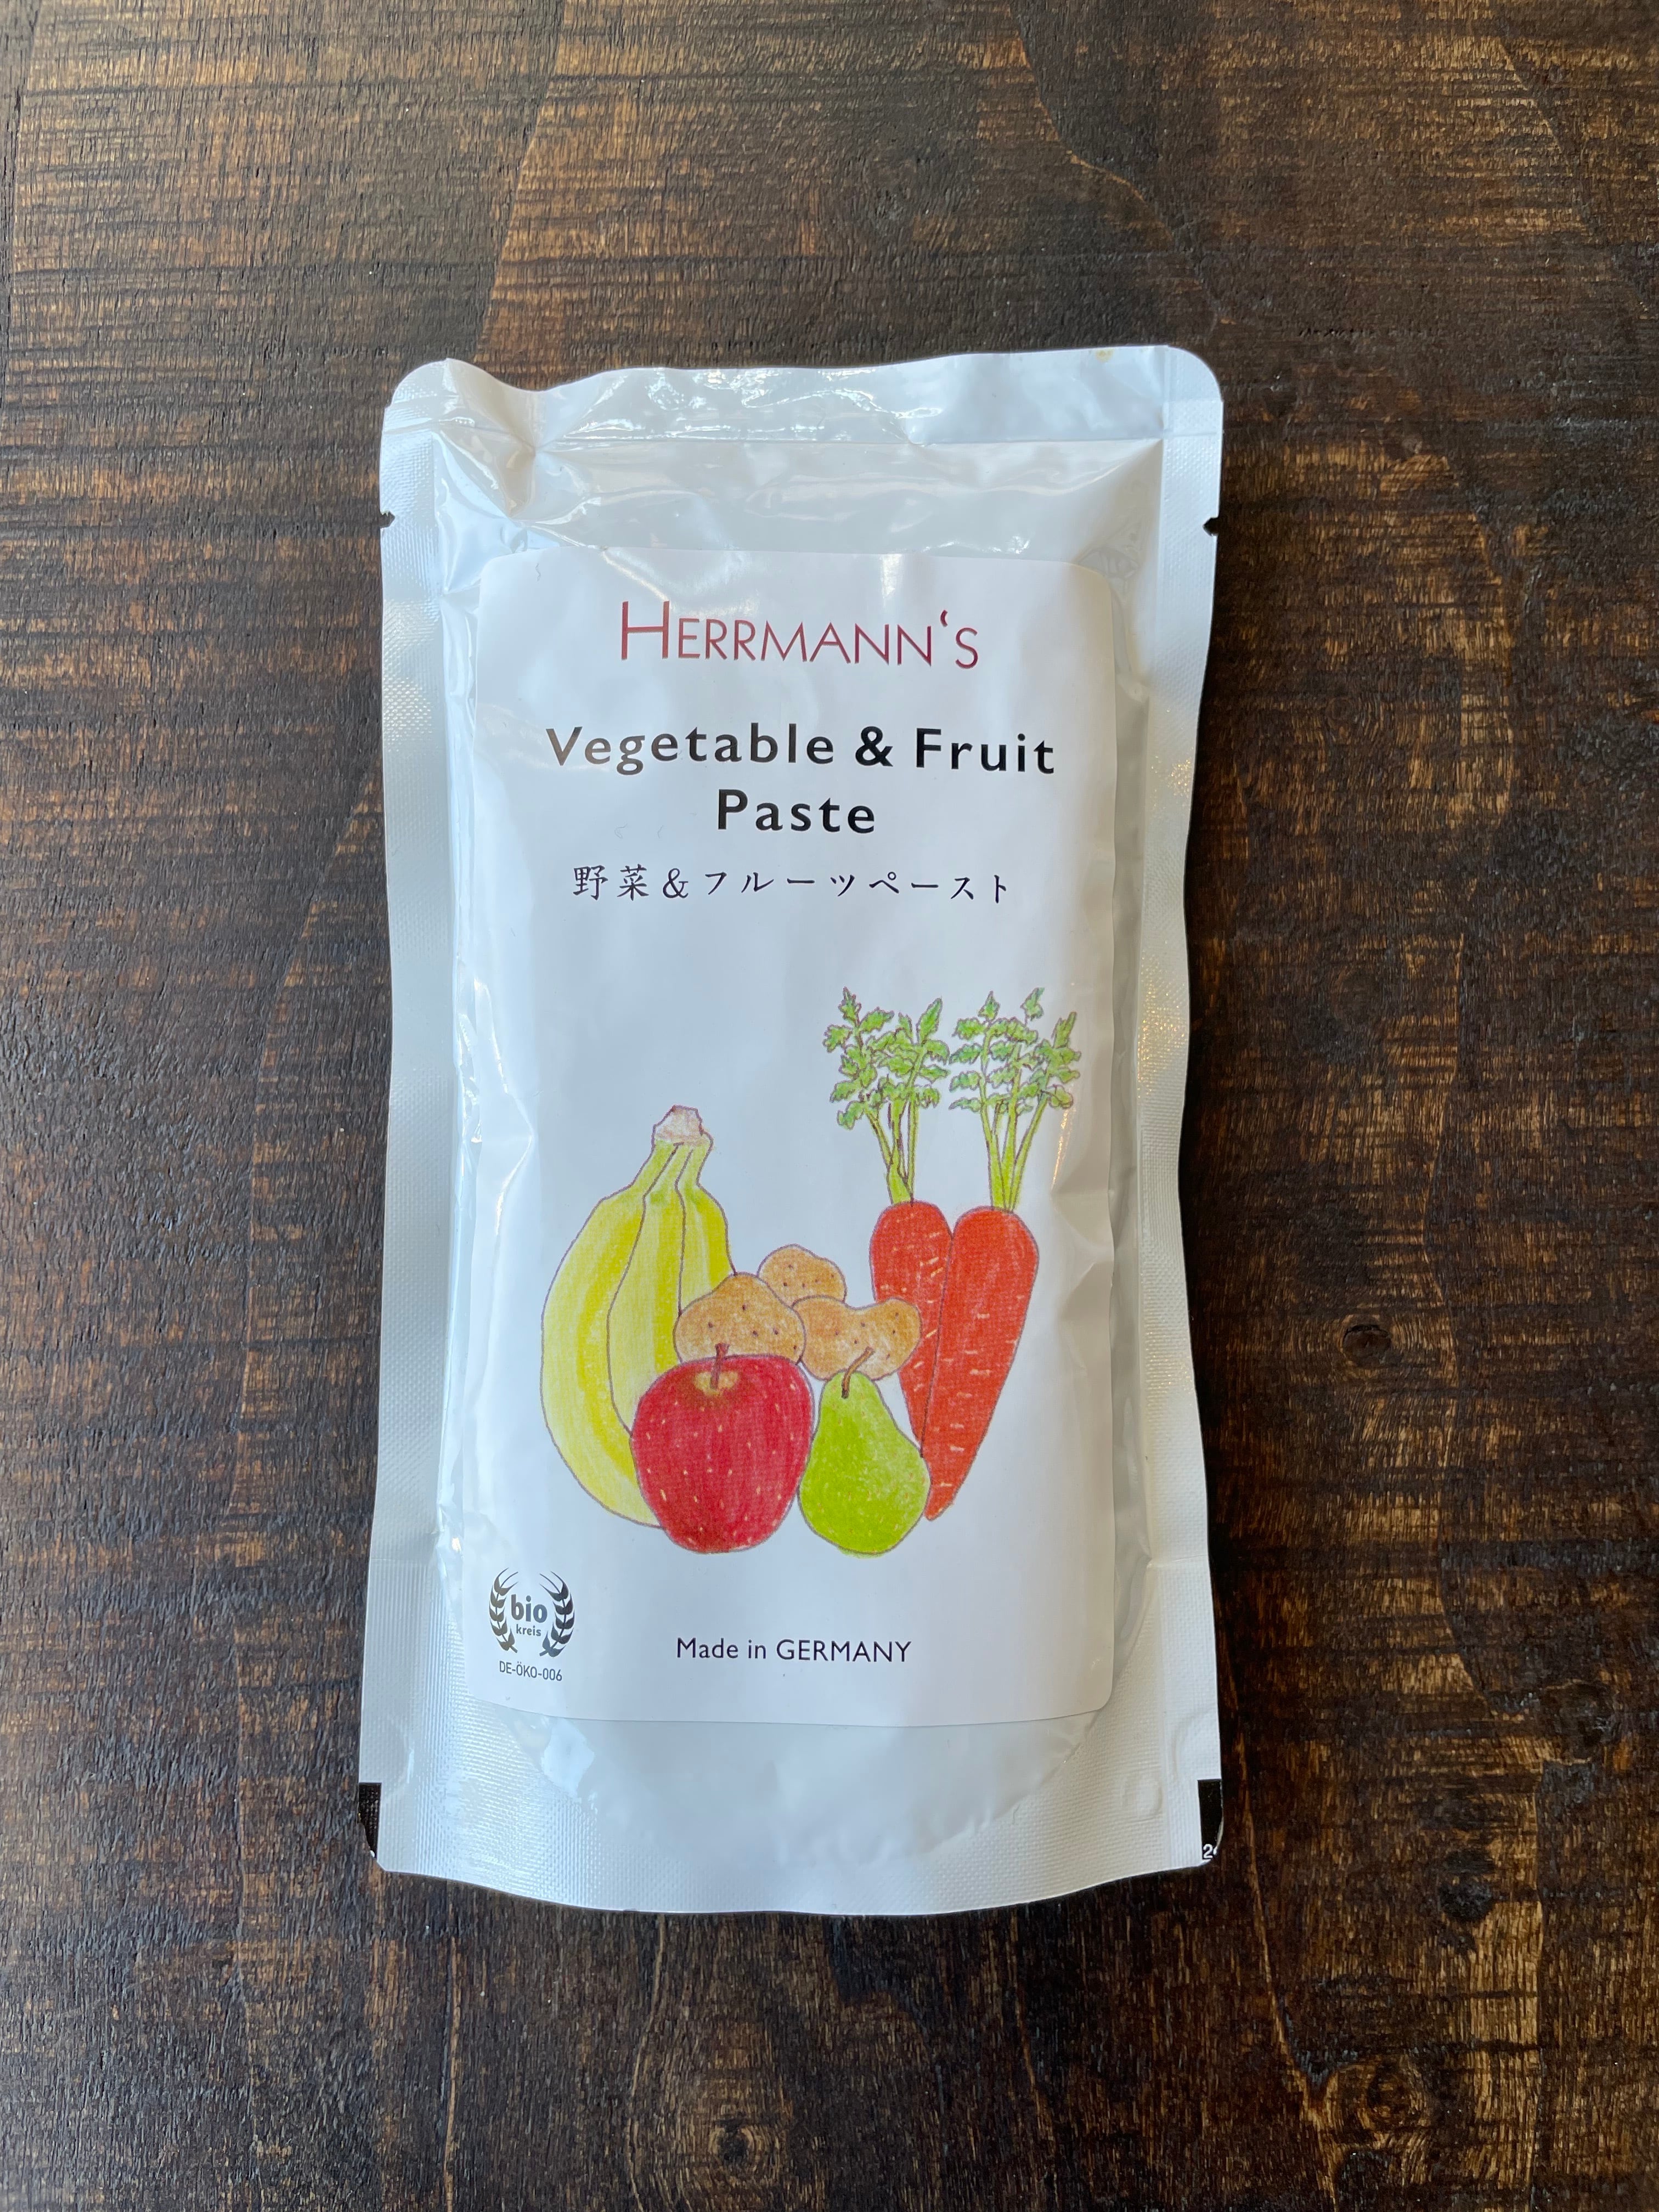 HERRMANN‘S
Vegetable & Fruit
Paste
野菜&フルーツペースト
bio
kreis
DE-ÖKO-006
Made in GERMANY